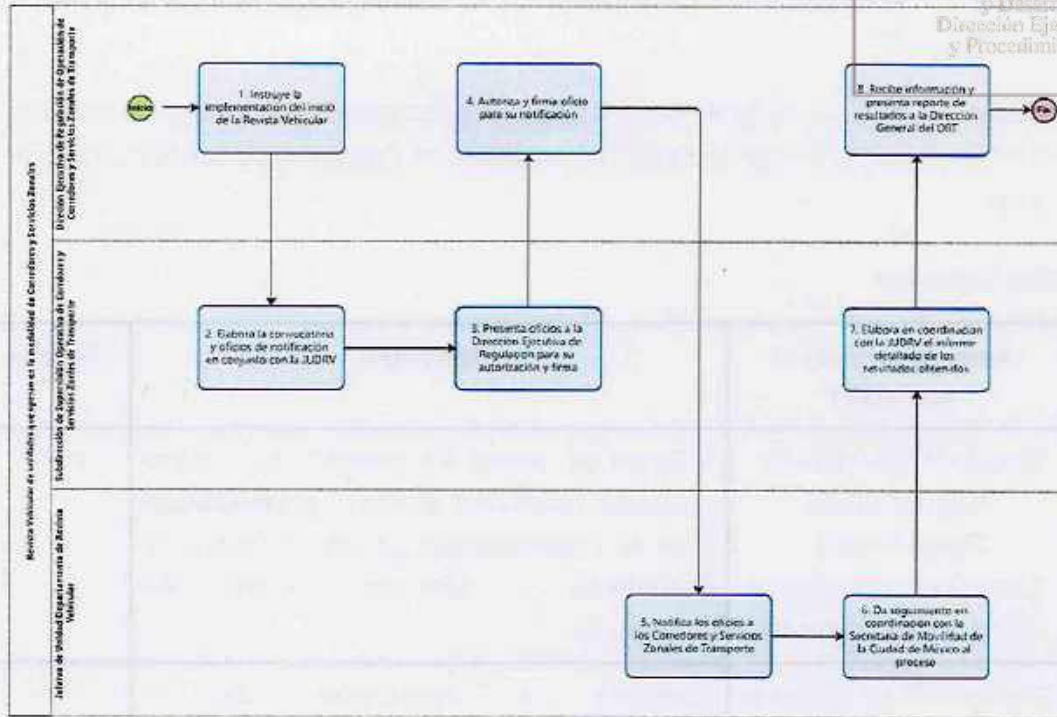 y Desarr
Dirección Eje
y Procedimi
Revista Vehicular de unidades que operan en la modalidad de Corredores y Servicios Zonales
Dirección Ejecutiva de Regulación de Operación de
Corredores y Servicios Zonales de Transporte
Inicio
1. Instruye la
implementación del inicio
de la Revista Vehicular
4. Autoriza y firma oficio
para su notificación
8. Recibe información y
presenta reporte de
resultados a la Dirección
General del ORT
Fin
Subdirección de Supervisión Operativa de Corredores y
Servicios Zonales de Transporte
2. Elabora la convocatoria
y oficios de notificación
en conjunto con la JUDRV
3. Presenta oficios a la
Dirección Ejecutiva de
Regulación para su
autorización y firma
7. Elabora en coordinación
con la JUDRV el informe
detallado de los
resultados obtenidos
Jefatura de Unidad Departamental de Revista
Vehicular
5. Notifica los oficios a
los Corredores y Servicios
Zonales de Transporte
6. Da seguimiento en
coordinación con la
Secretaría de Movilidad de
la Ciudad de México al
proceso